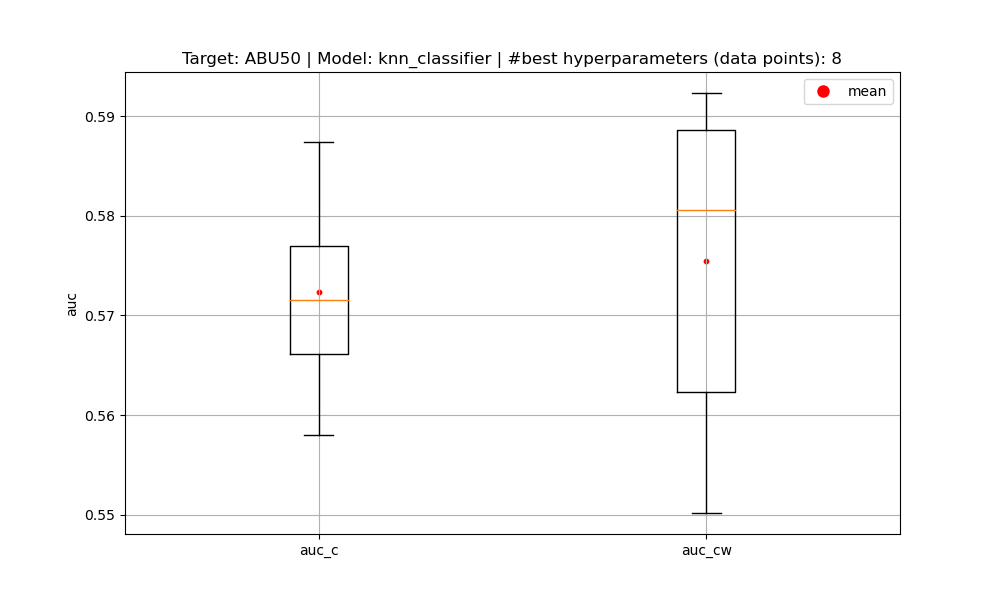 Target: ABU50 | Model: knn_classifier | #best hyperparameters (data points): 8
mean
0.59
0.58
0.57
0.56
0.55
auc
auc_c
auc_cw